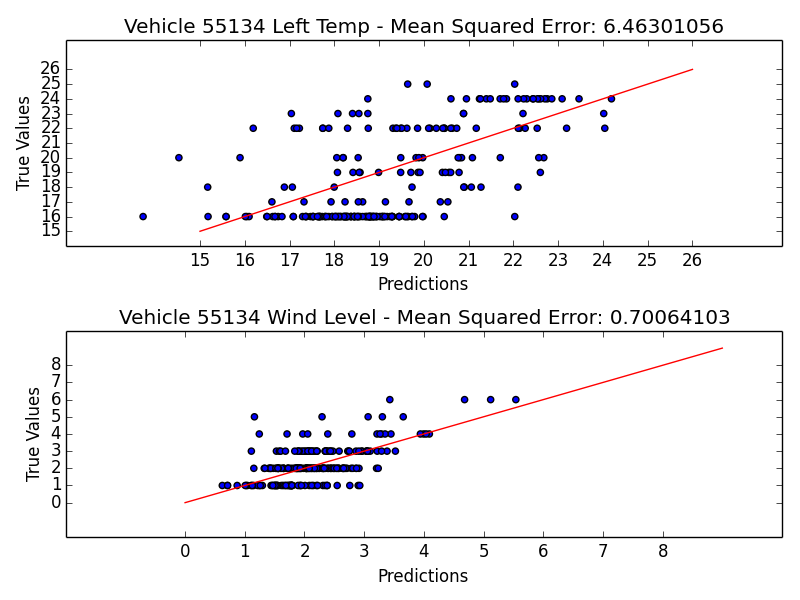 Vehicle 55134 Left Temp - Mean Squared Error: 6.46301056
True Values
26
25
24
23
22
21
20
19
18
17
16
15
15 16 17 18 19 20 21 22 23 24 25 26
Predictions
Vehicle 55134 Wind Level - Mean Squared Error: 0.70064103
True Values
8
7
6
5
4
3
2
1
0
0 1 2 3 4 5 6 7 8
Predictions